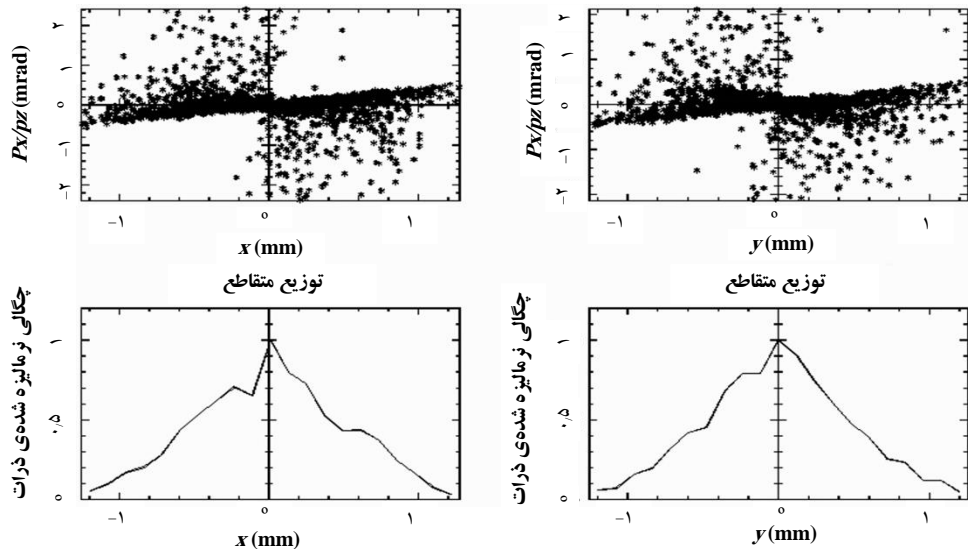 Px/pz (mrad)
۲
۱
۰
−۱
−۲
−۱
۰
۱
x (mm)
Px/pz (mrad)
۲
۱
۰
−۱
−۲
−۱
۰
۱
y (mm)
توزیع متقاطع
چگالی نرمالیزه شده‌ی ذرات
۱
۰٫۵
۰
−۱
۰
۱
x (mm)
توزیع متقاطع
چگالی نرمالیزه شده‌ی ذرات
۱
۰٫۵
۰
−۱
۰
۱
y (mm)